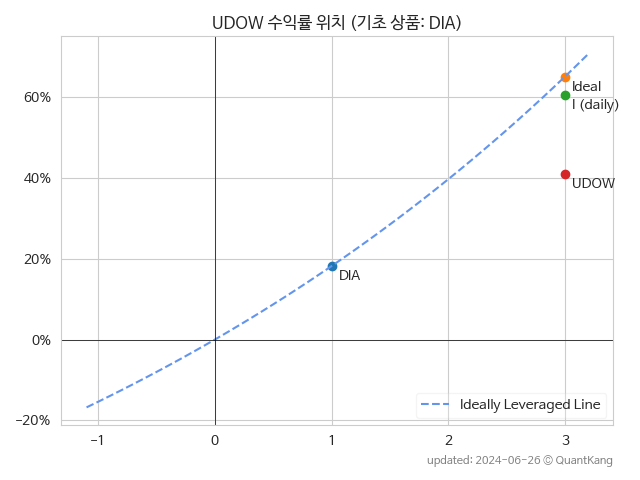 UDOW 수익률 위치 (기초 상품: DIA)
60%
40%
20%
0%
−20%
Ideal
I (daily)
UDOW
DIA
Ideally Leveraged Line
−1
0
1
2
3
updated: 2024-06-26 © QuantKang